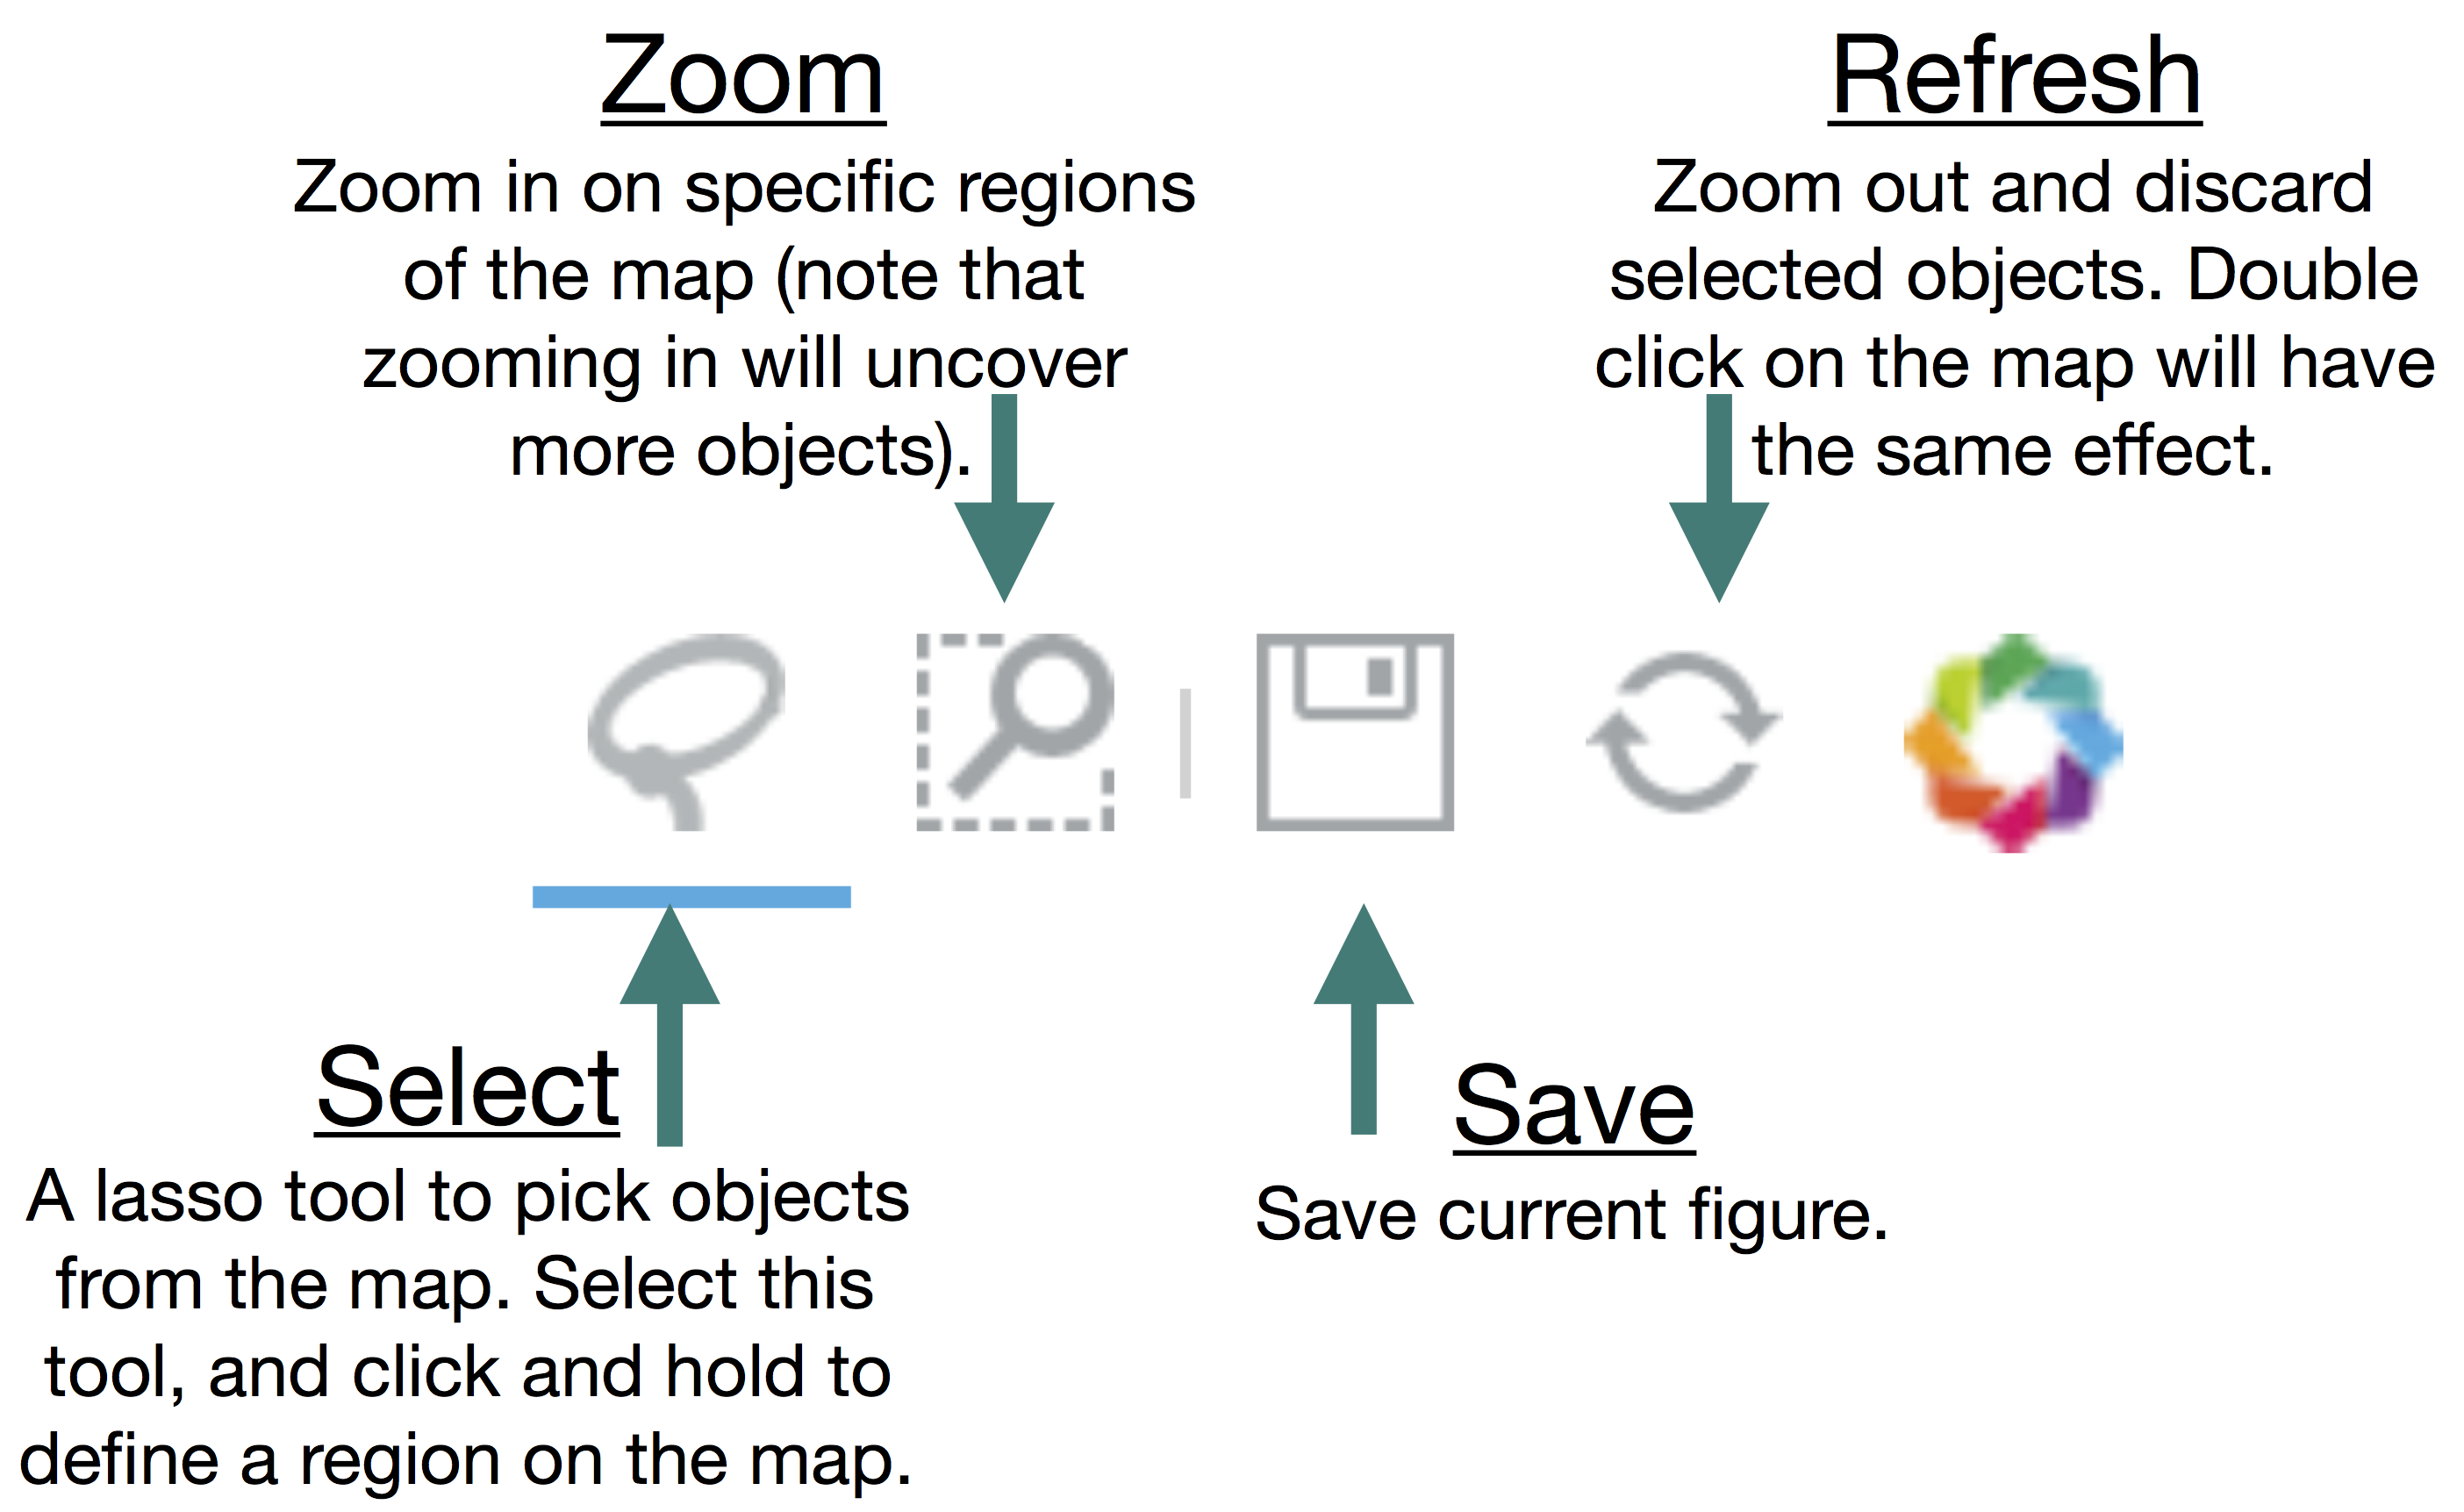 Zoom
Zoom in on specific regions
of the map (note that
zooming in will uncover
more objects).
Refresh
Zoom out and discard
selected objects. Double
click on the map will have
the same effect.
Select
A lasso tool to pick objects
from the map. Select this
tool, and click and hold to
define a region on the map.
Save
Save current figure.